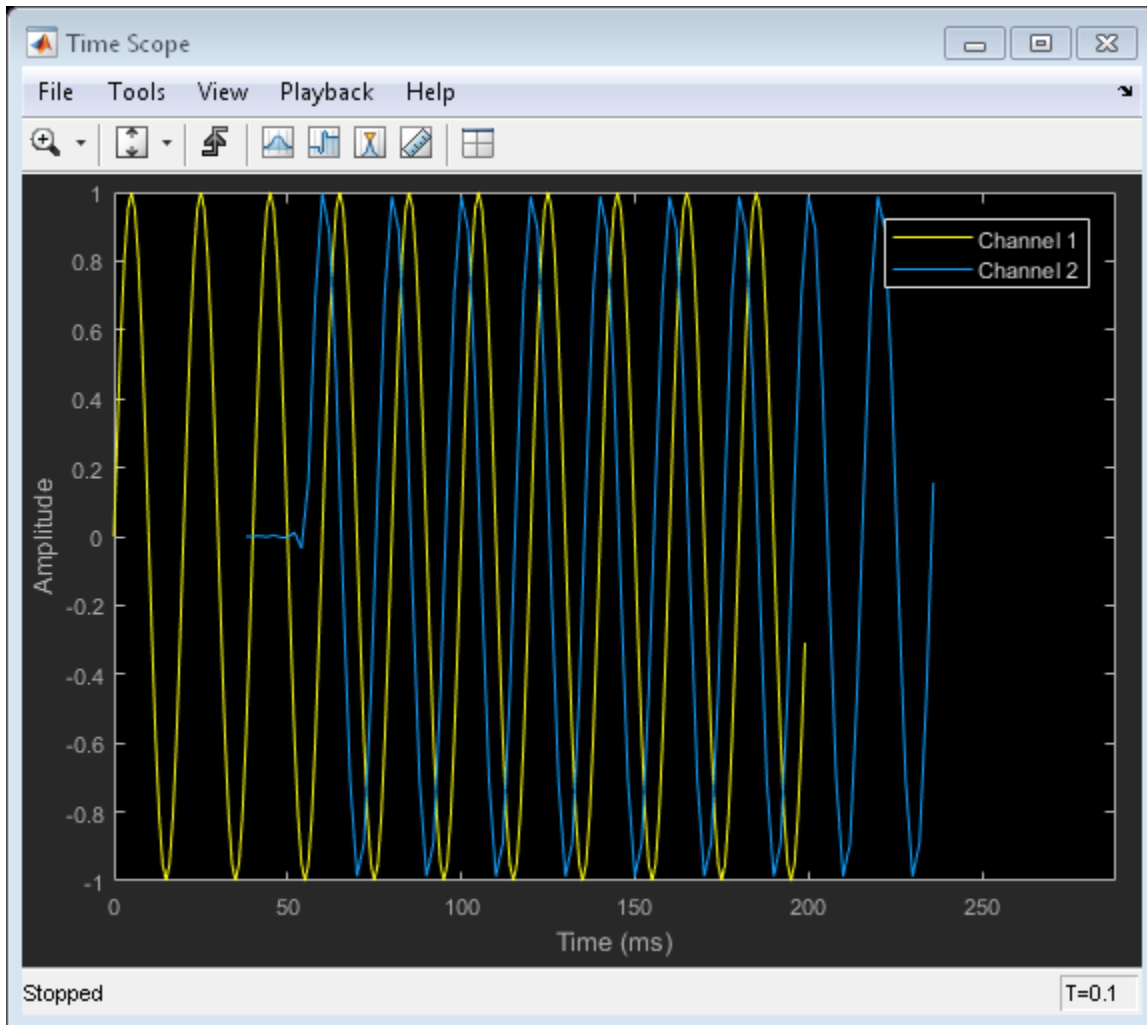 Time Scope
File Tools View Playback Help
Channel 1
Channel 2
1
0.8
0.6
0.4
0.2
0
-0.2
-0.4
-0.6
-0.8
-1
Amplitude
0 50 100 150 200 250
Time (ms)
Stopped T=0.1